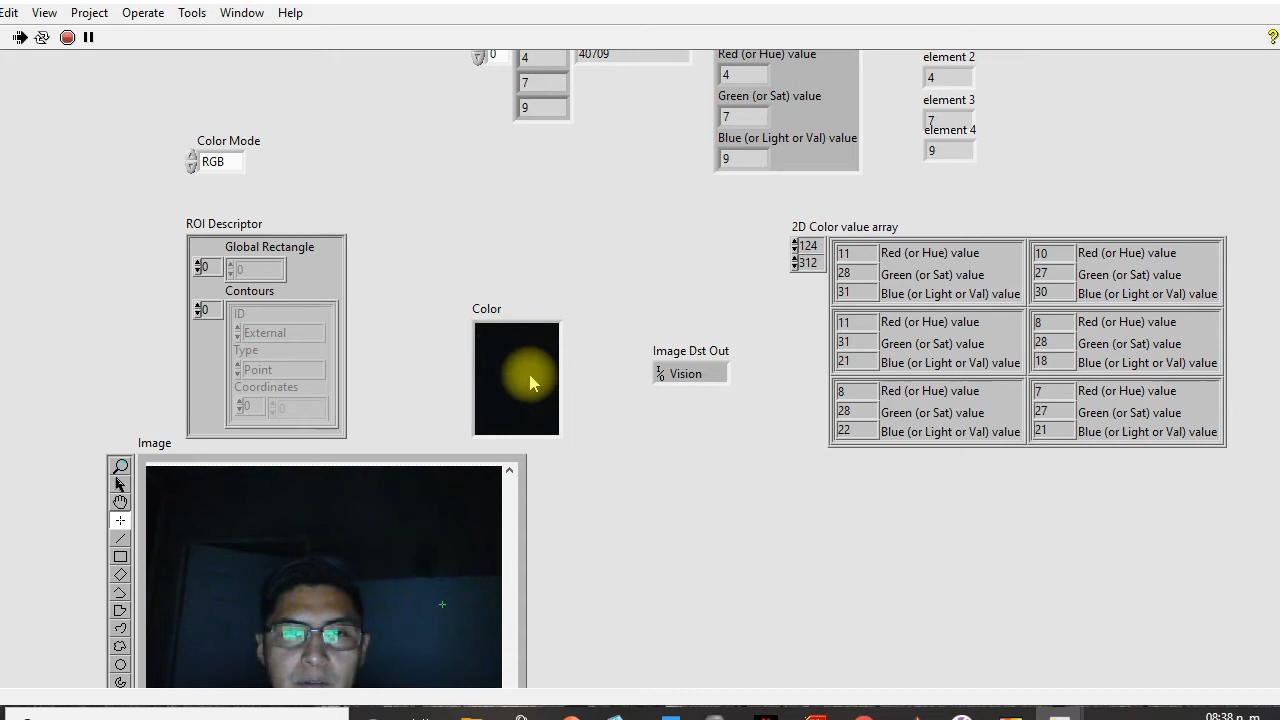 Edit View Project Operate Tools Window Help
0
4
7
9
40709
Red (or Hue) value
4
Green (or Sat) value
7
Blue (or Light or Val) value
9
element 2
4
element 3
7
element 4
9
Color Mode
RGB
ROI Descriptor
Global Rectangle
0
0
Contours
0
ID
External
Type
Point
Coordinates
0
0
Color
Image Dst Out
Vision
2D Color value array
124
312
11 Red (or Hue) value
28 Green (or Sat) value
31 Blue (or Light or Val) value
10 Red (or Hue) value
27 Green (or Sat) value
30 Blue (or Light or Val) value
11 Red (or Hue) value
31 Green (or Sat) value
21 Blue (or Light or Val) value
8 Red (or Hue) value
28 Green (or Sat) value
18 Blue (or Light or Val) value
8 Red (or Hue) value
28 Green (or Sat) value
22 Blue (or Light or Val) value
7 Red (or Hue) value
27 Green (or Sat) value
21 Blue (or Light or Val) value
Image
08:38 p. m.